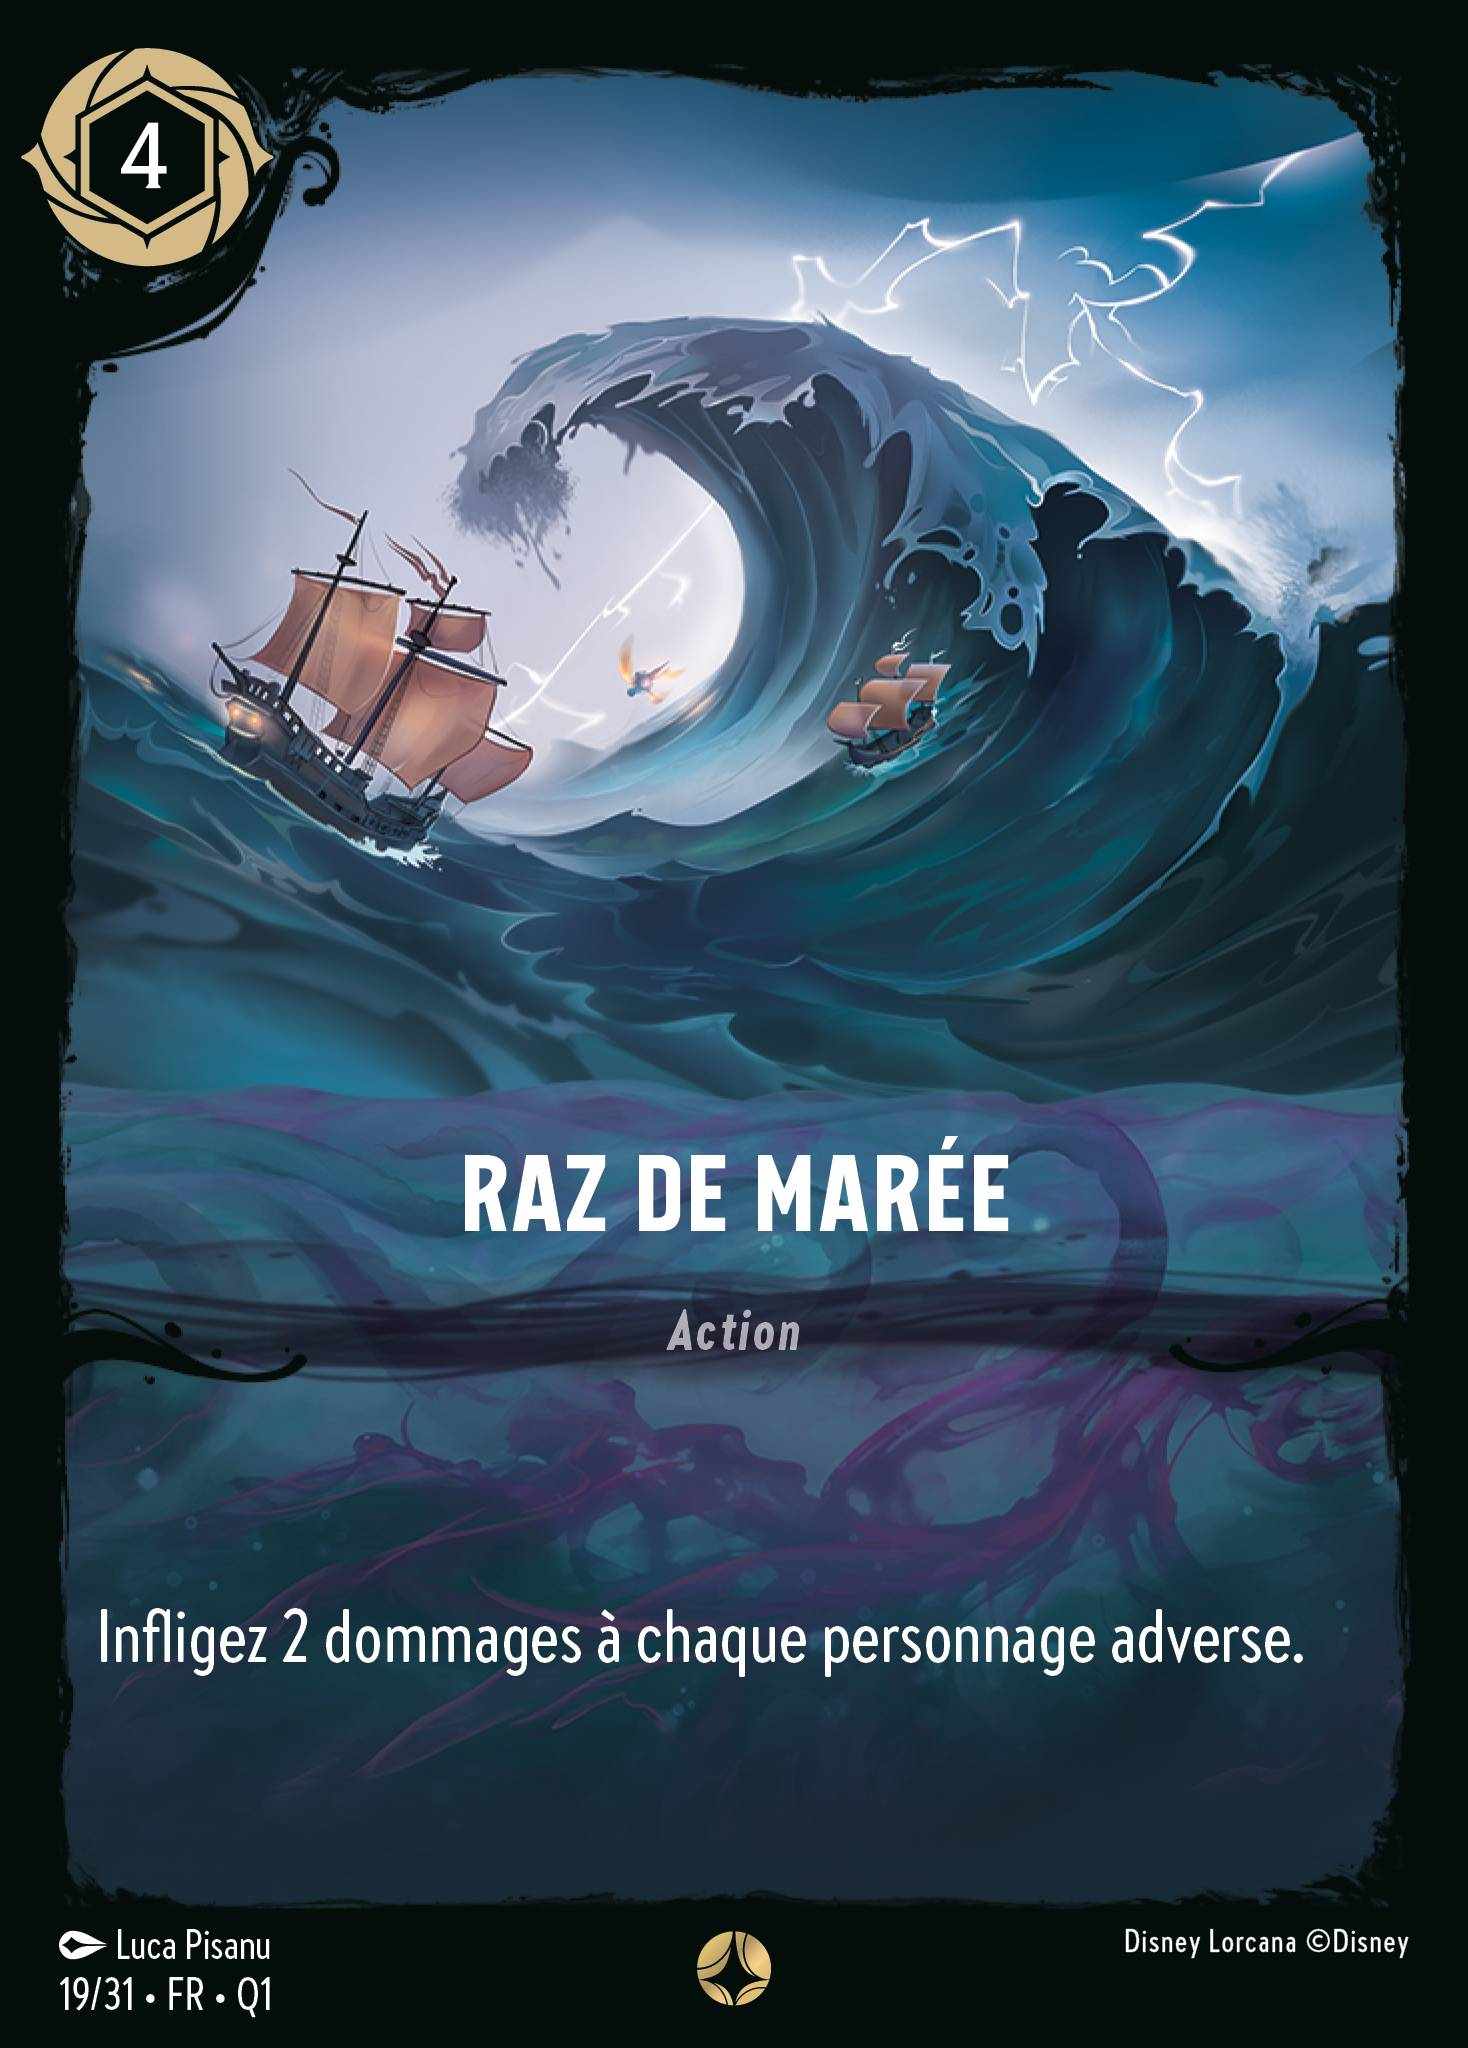 4
RAZ DE MARÉE
Action
Infligez 2 dommages à chaque personnage adverse.
Luca Pisanu
19/31 • FR • Q1
Disney Lorcana ©Disney